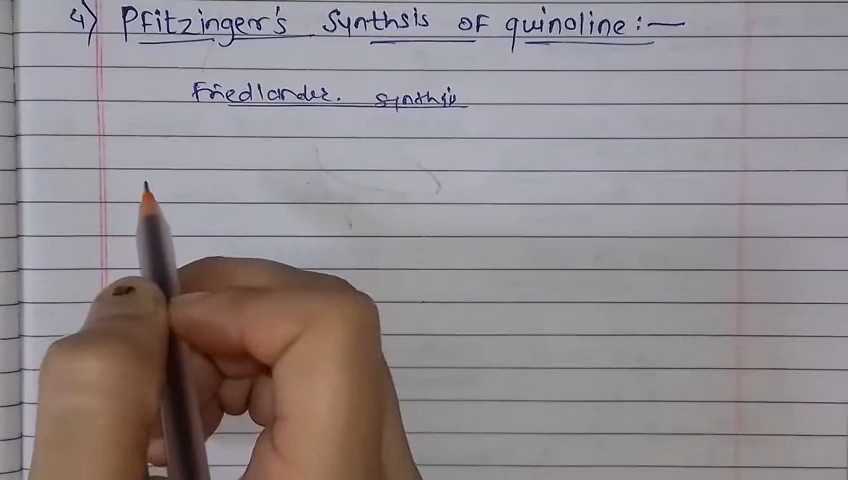 4) Pfitzinger's Synthsis of quinoline :—
Friedlander. synthsis